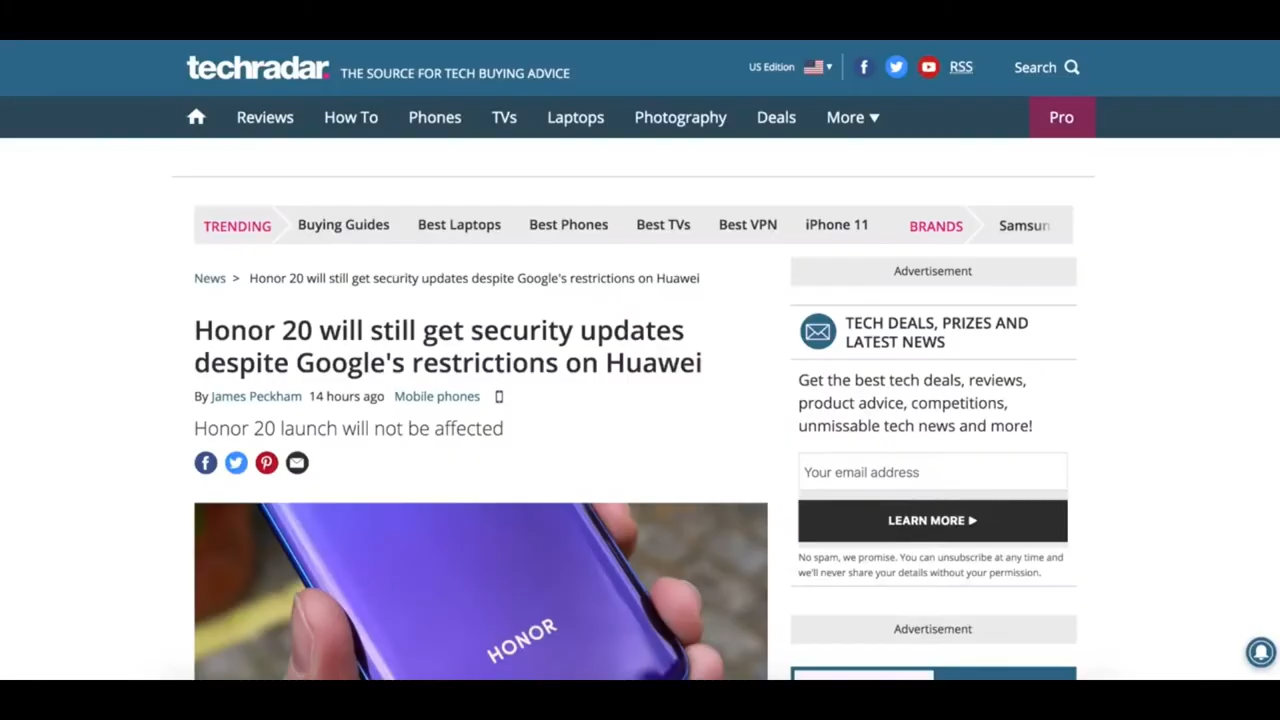 techradar. THE SOURCE FOR TECH BUYING ADVICE
US Edition RSS Search
Reviews How To Phones TVs Laptops Photography Deals More Pro
TRENDING Buying Guides Best Laptops Best Phones Best TVs Best VPN iPhone 11 BRANDS Samsun
News > Honor 20 will still get security updates despite Google's restrictions on Huawei
Honor 20 will still get security updates
despite Google's restrictions on Huawei
By James Peckham 14 hours ago Mobile phones
Honor 20 launch will not be affected
HONOR
Advertisement
TECH DEALS, PRIZES AND
LATEST NEWS
Get the best tech deals, reviews,
product advice, competitions,
unmissable tech news and more!
Your email address
LEARN MORE
No spam, we promise. You can unsubscribe at any time and
we'll never share your details without your permission.
Advertisement